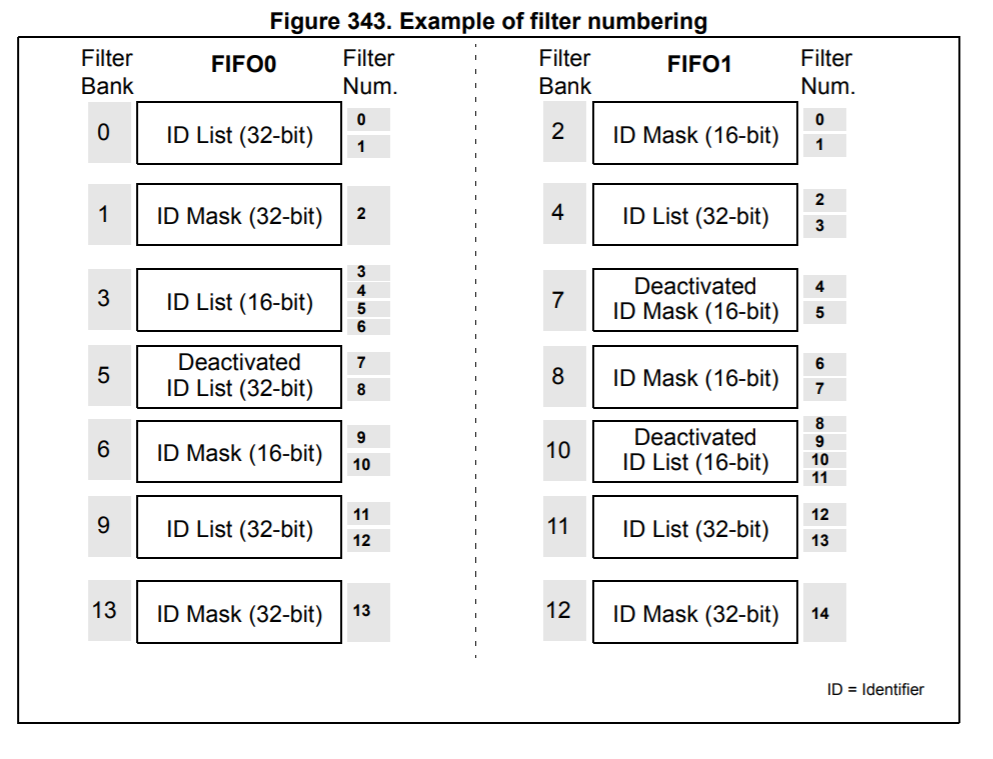 Figure 343. Example of filter numbering
Filter Bank FIFO0 Filter Num.
0 ID List (32-bit) 0
1
1 ID Mask (32-bit) 2
3 ID List (16-bit) 3
4
5
6
5 Deactivated ID List (32-bit) 7
8
6 ID Mask (16-bit) 9
10
9 ID List (32-bit) 11
12
13 ID Mask (32-bit) 13
Filter Bank FIFO1 Filter Num.
2 ID Mask (16-bit) 0
1
4 ID List (32-bit) 2
3
7 Deactivated ID Mask (16-bit) 4
5
8 ID Mask (16-bit) 6
7
10 Deactivated ID List (16-bit) 8
9
10
11
11 ID List (32-bit) 12
13
12 ID Mask (32-bit) 14
ID = Identifier